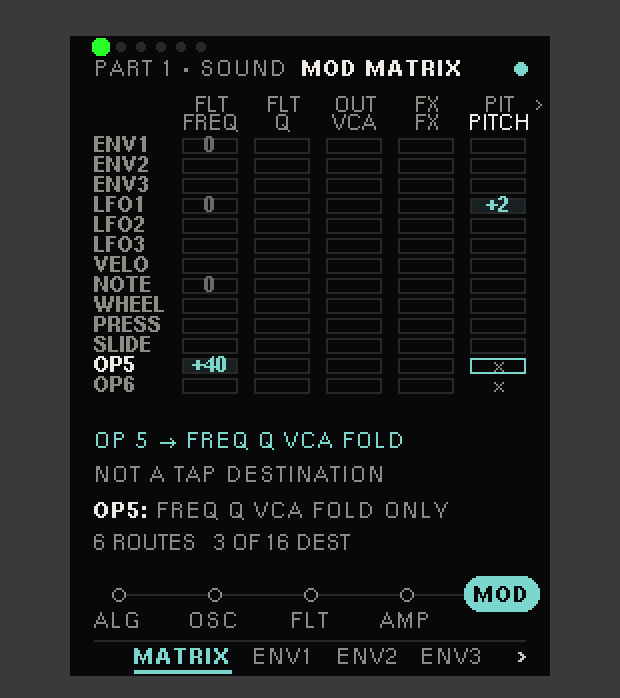 PART 1 · SOUND MOD MATRIX
FLT FLT OUT FX PIT >
FREQ Q VCA FX PITCH
ENV1 0
ENV2
ENV3
LFO1 0 +2
LFO2
LFO3
VELO
NOTE 0
WHEEL
PRESS
SLIDE
OP5 +40 x
OP6 x
OP 5 → FREQ Q VCA FOLD
NOT A TAP DESTINATION
OP5: FREQ Q VCA FOLD ONLY
6 ROUTES 3 OF 16 DEST
MOD
ALG OSC FLT AMP
MATRIX ENV1 ENV2 ENV3 >